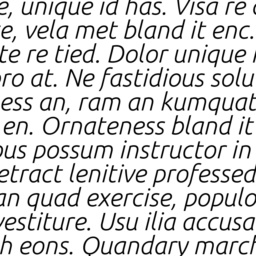 e, unique id has. Visa re
e, vela met bland it enc.
te re tied. Dolor unique
ro at. Ne fastidious solu
ess an, ram an kumquat
en. Ornateness bland it
ous possum instructor in
etract lenitive professed
an quad exercise, populo
vestiture. Usu ilia accusa
h eons. Quandary march